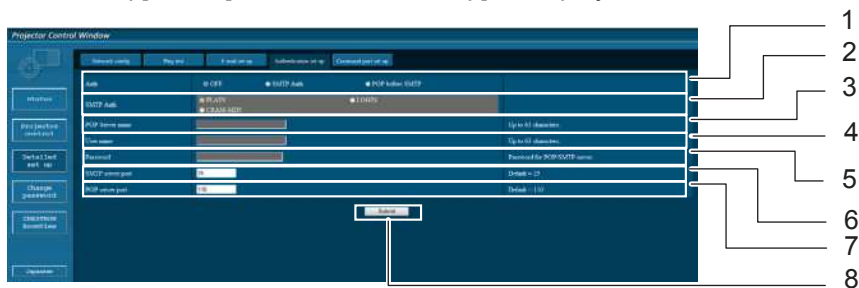 Projector Control Window
Network config Ping test E-mail set up Authentication set up Command port set up
Auth OFF SMTP Auth POP before SMTP
SMTP Auth PLAIN LOGIN
CRAM-MD5
POP Server name Up to 63 characters.
User name Up to 63 characters.
Password Password for POP/SMTP server.
SMTP server port 25 Default = 25
POP server port 110 Default = 110
Submit
Status
Projector control
Detailed set up
Change password
CRESTRON RoomView
Japanese
1
2
3
4
5
6
7
8